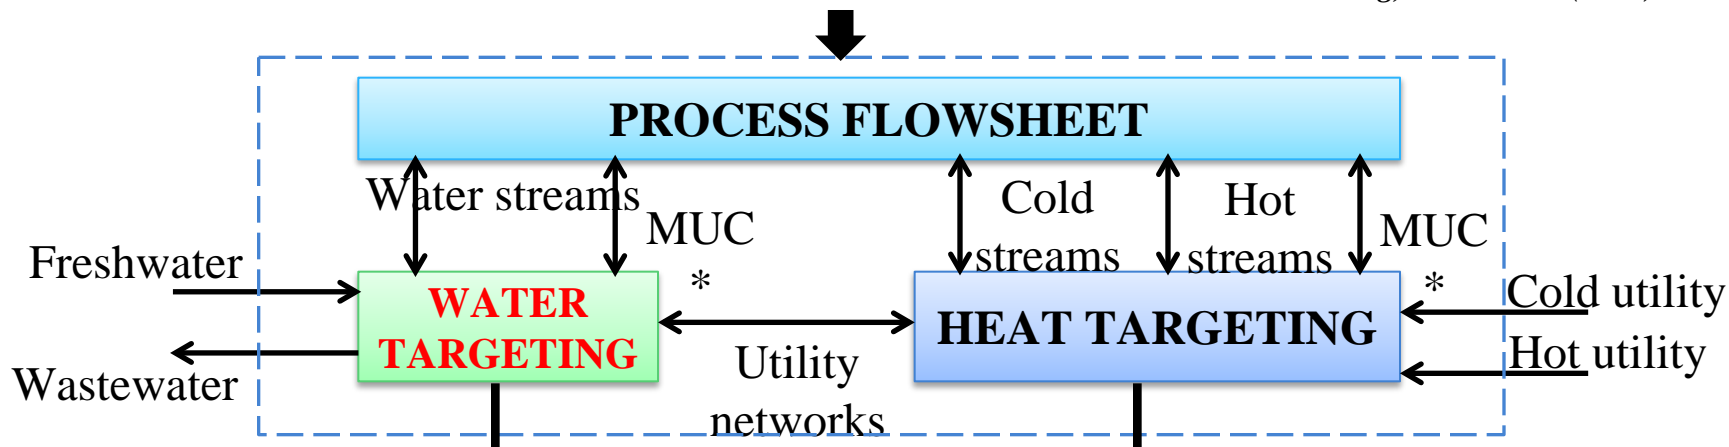 PROCESS FLOWSHEET
Water streams
MUC
*
Cold
streams
Hot
streams
MUC
*
Freshwater
Wastewater
WATER
TARGETING
Utility
networks
HEAT TARGETING
Cold utility
Hot utility